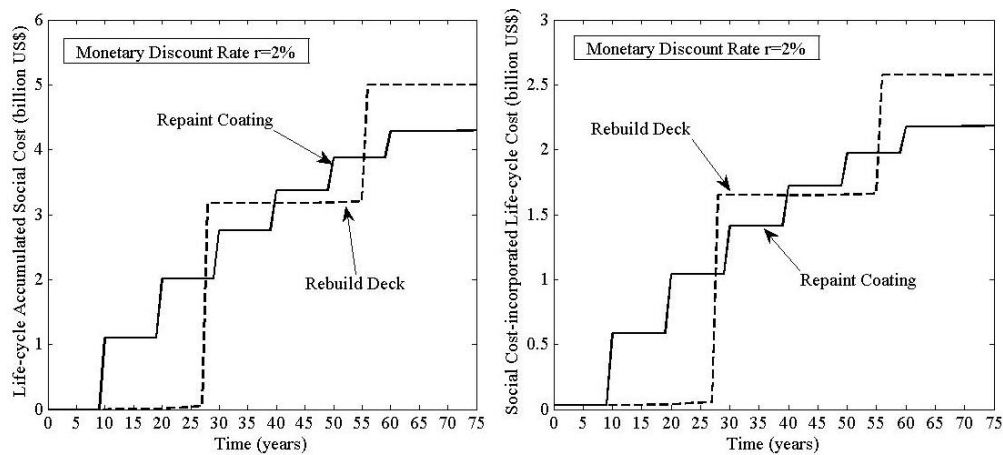 Life-cycle Accumulated Social Cost (billion US$)
6
5
4
3
2
1
0
Monetary Discount Rate r=2%
Repaint Coating
Rebuild Deck
0 5 10 15 20 25 30 35 40 45 50 55 60 65 70 75
Time (years)
Social Cost-incorporated Life-cycle Cost (billion US$)
3
2.5
2
1.5
1
0.5
0
Monetary Discount Rate r=2%
Rebuild Deck
Repaint Coating
0 5 10 15 20 25 30 35 40 45 50 55 60 65 70 75
Time (years)